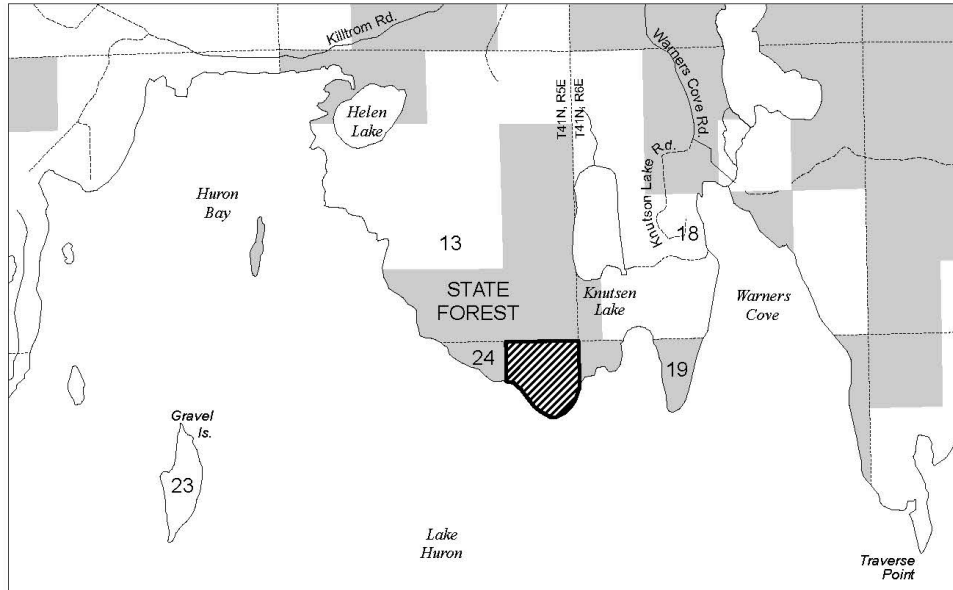 Killtrom Rd.
Warners Cove Rd.
T41N, R5E
T41N, R6E
Helen
Lake
Knutson Lake Rd.
Huron
Bay
13
18
STATE
FOREST
Knutsen
Lake
Warners
Cove
24
19
Gravel
Is.
23
Lake
Huron
Traverse
Point